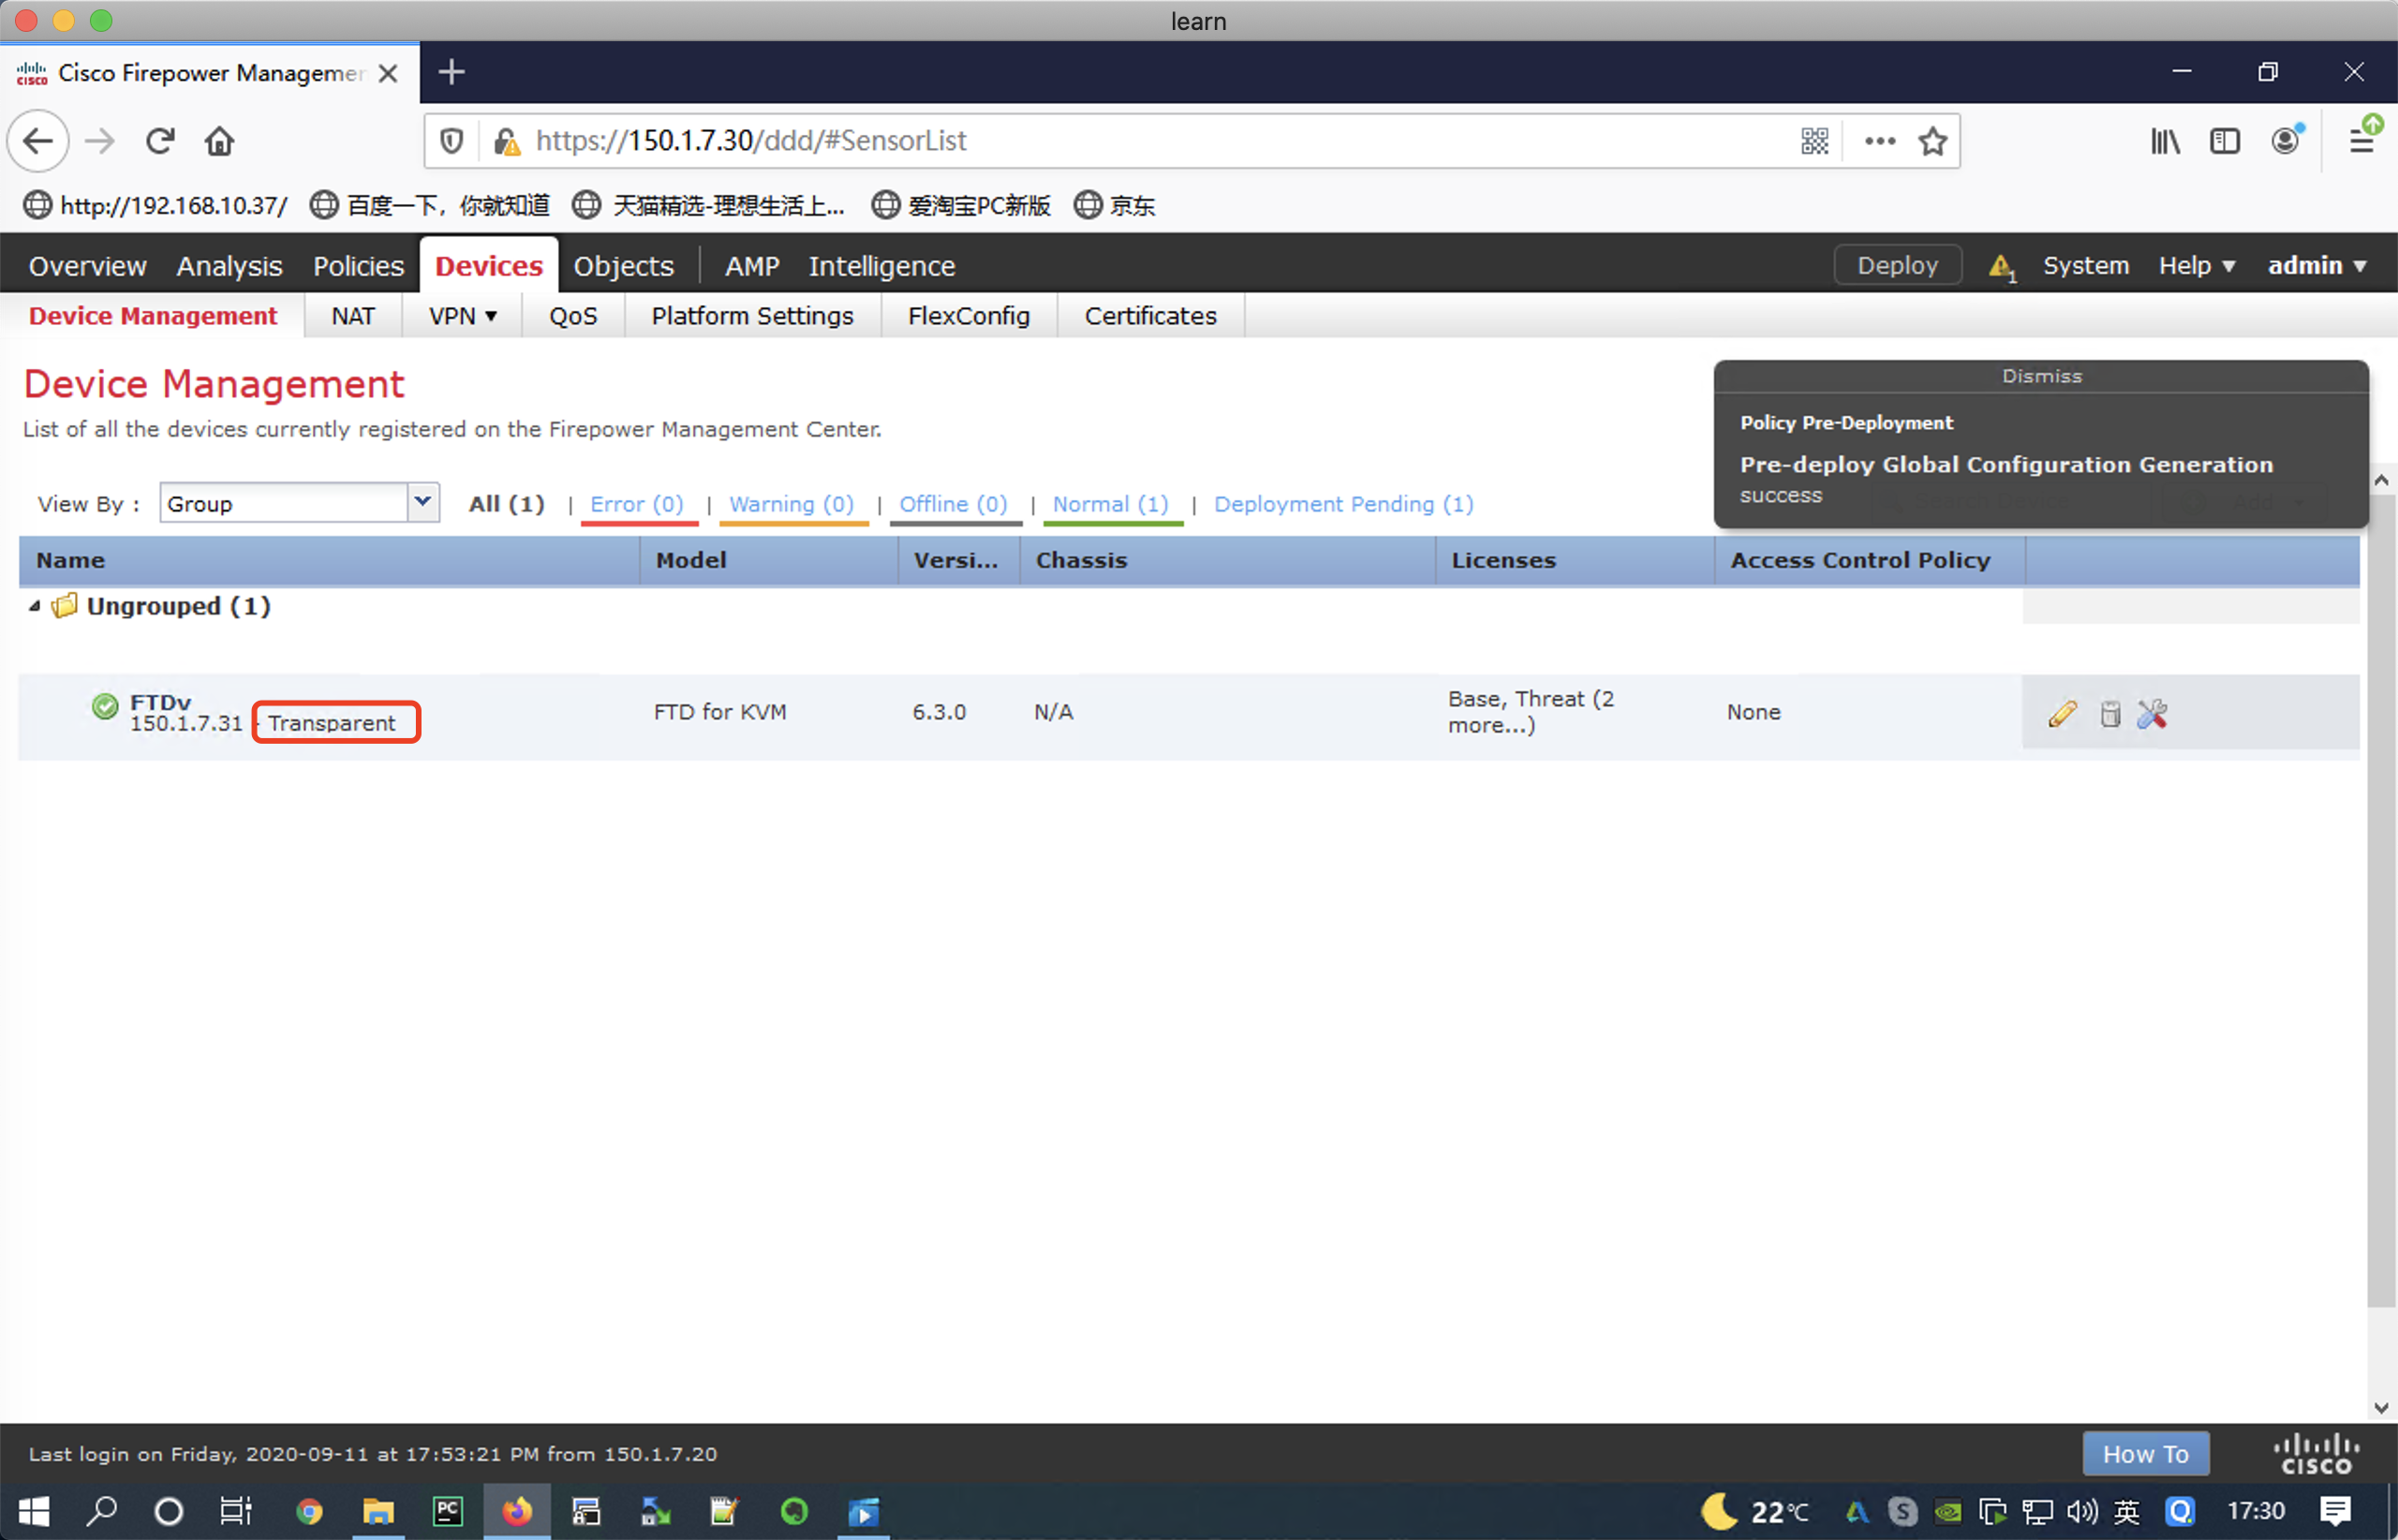 learn
Cisco Firepower Managemen
https://150.1.7.30/ddd/#SensorList
http://192.168.10.37/ 百度一下，你就知道 天猫精选-理想生活上... 爱淘宝PC新版 京东
Overview Analysis Policies Devices Objects AMP Intelligence Deploy 1 System Help admin
Device Management NAT VPN QoS Platform Settings FlexConfig Certificates
Device Management
List of all the devices currently registered on the Firepower Management Center.
Dismiss
Policy Pre-Deployment
Pre-deploy Global Configuration Generation
success
View By : Group All (1) | Error (0) | Warning (0) | Offline (0) | Normal (1) | Deployment Pending (1)
Name Model Versi... Chassis Licenses Access Control Policy
Ungrouped (1)
FTDv
150.1.7.31 - Transparent
FTD for KVM 6.3.0 N/A
Base, Threat (2
more...)
None
Last login on Friday, 2020-09-11 at 17:53:21 PM from 150.1.7.20
How To
CISCO
22℃ 英 17:30